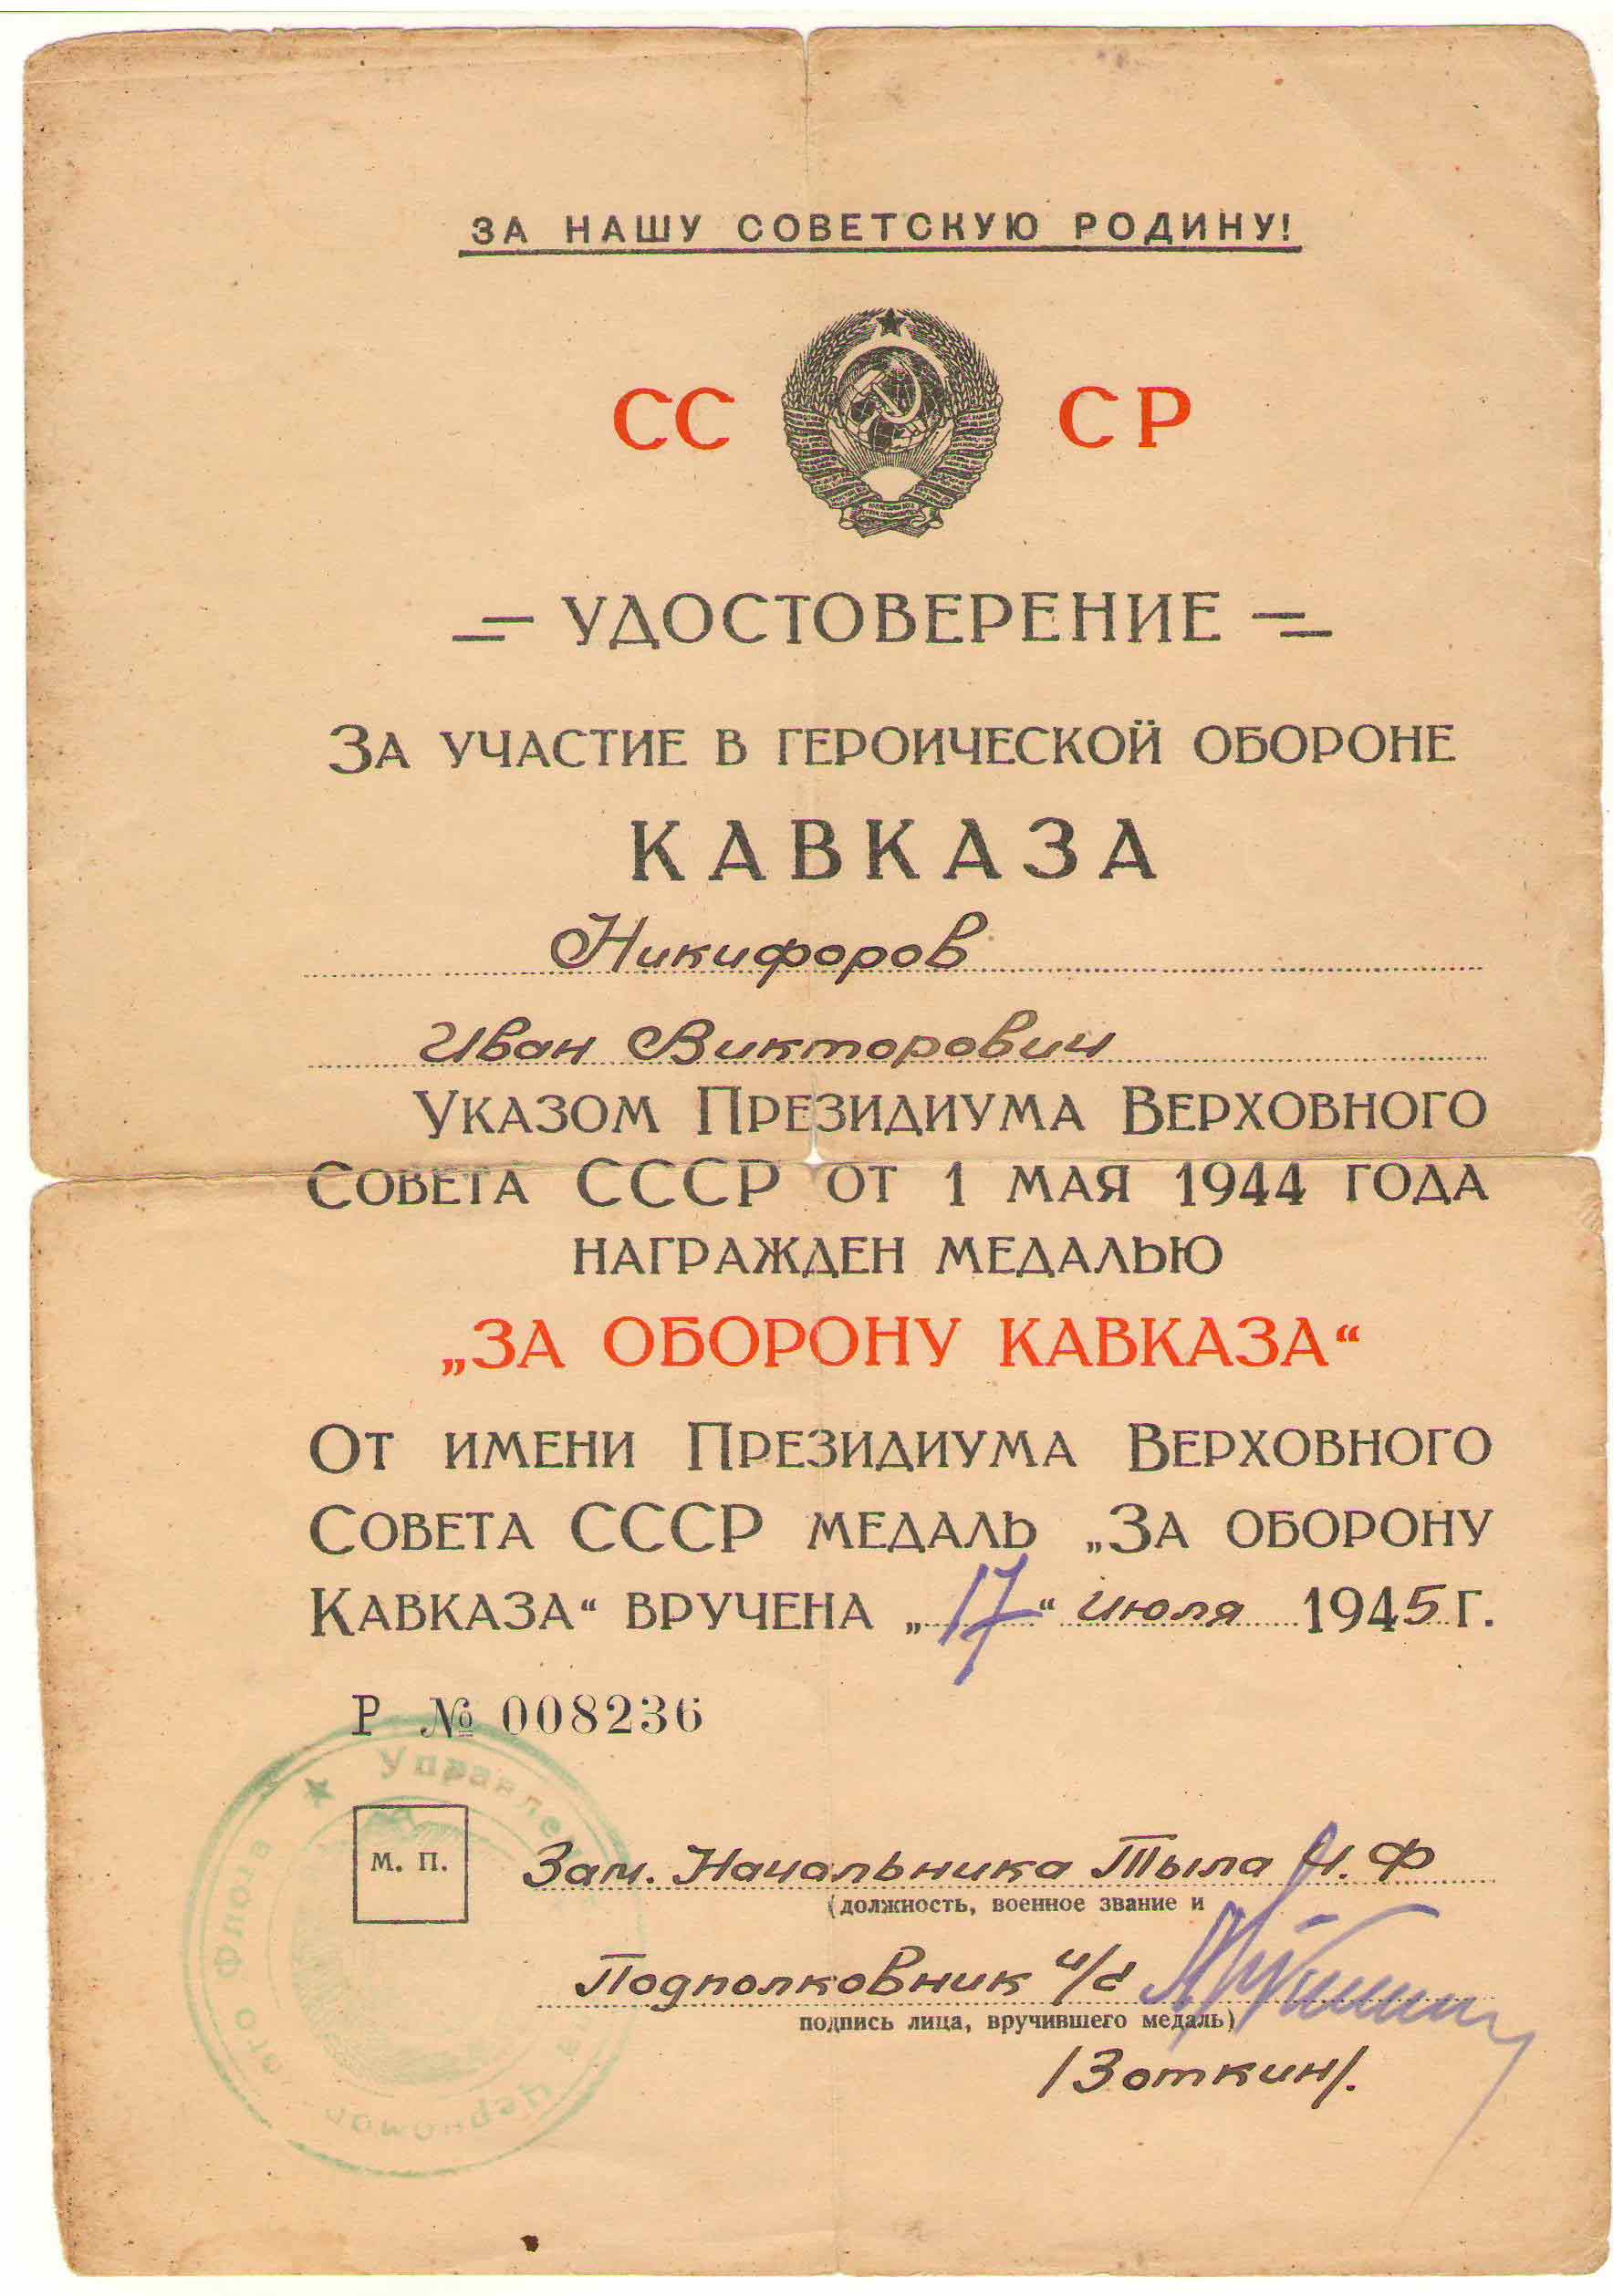 ЗА НАШУ СОВЕТСКУЮ РОДИНУ!
СС СР
УДОСТОВЕРЕНИЕ
ЗА УЧАСТИЕ В ГЕРОИЧЕСКОЙ ОБОРОНЕ
КАВКАЗА
Никифоров
Иван Викторович
УКАЗОМ ПРЕЗИДИУМА ВЕРХОВНОГО
СОВЕТА СССР ОТ 1 МАЯ 1944 ГОДА
НАГРАЖДЕН МЕДАЛЬЮ
„ЗА ОБОРОНУ КАВКАЗА“
ОТ ИМЕНИ ПРЕЗИДИУМА ВЕРХОВНОГО
СОВЕТА СССР МЕДАЛЬ „ЗА ОБОРОНУ
КАВКАЗА“ ВРУЧЕНА „17“ июля 1945 Г.
Р № 008236
М. П.
Зам. Начальника Тыла Ч.Ф
(должность, военное звание и
Подполковник и/с
подпись лица, вручившего медаль)
/Зоткин/.